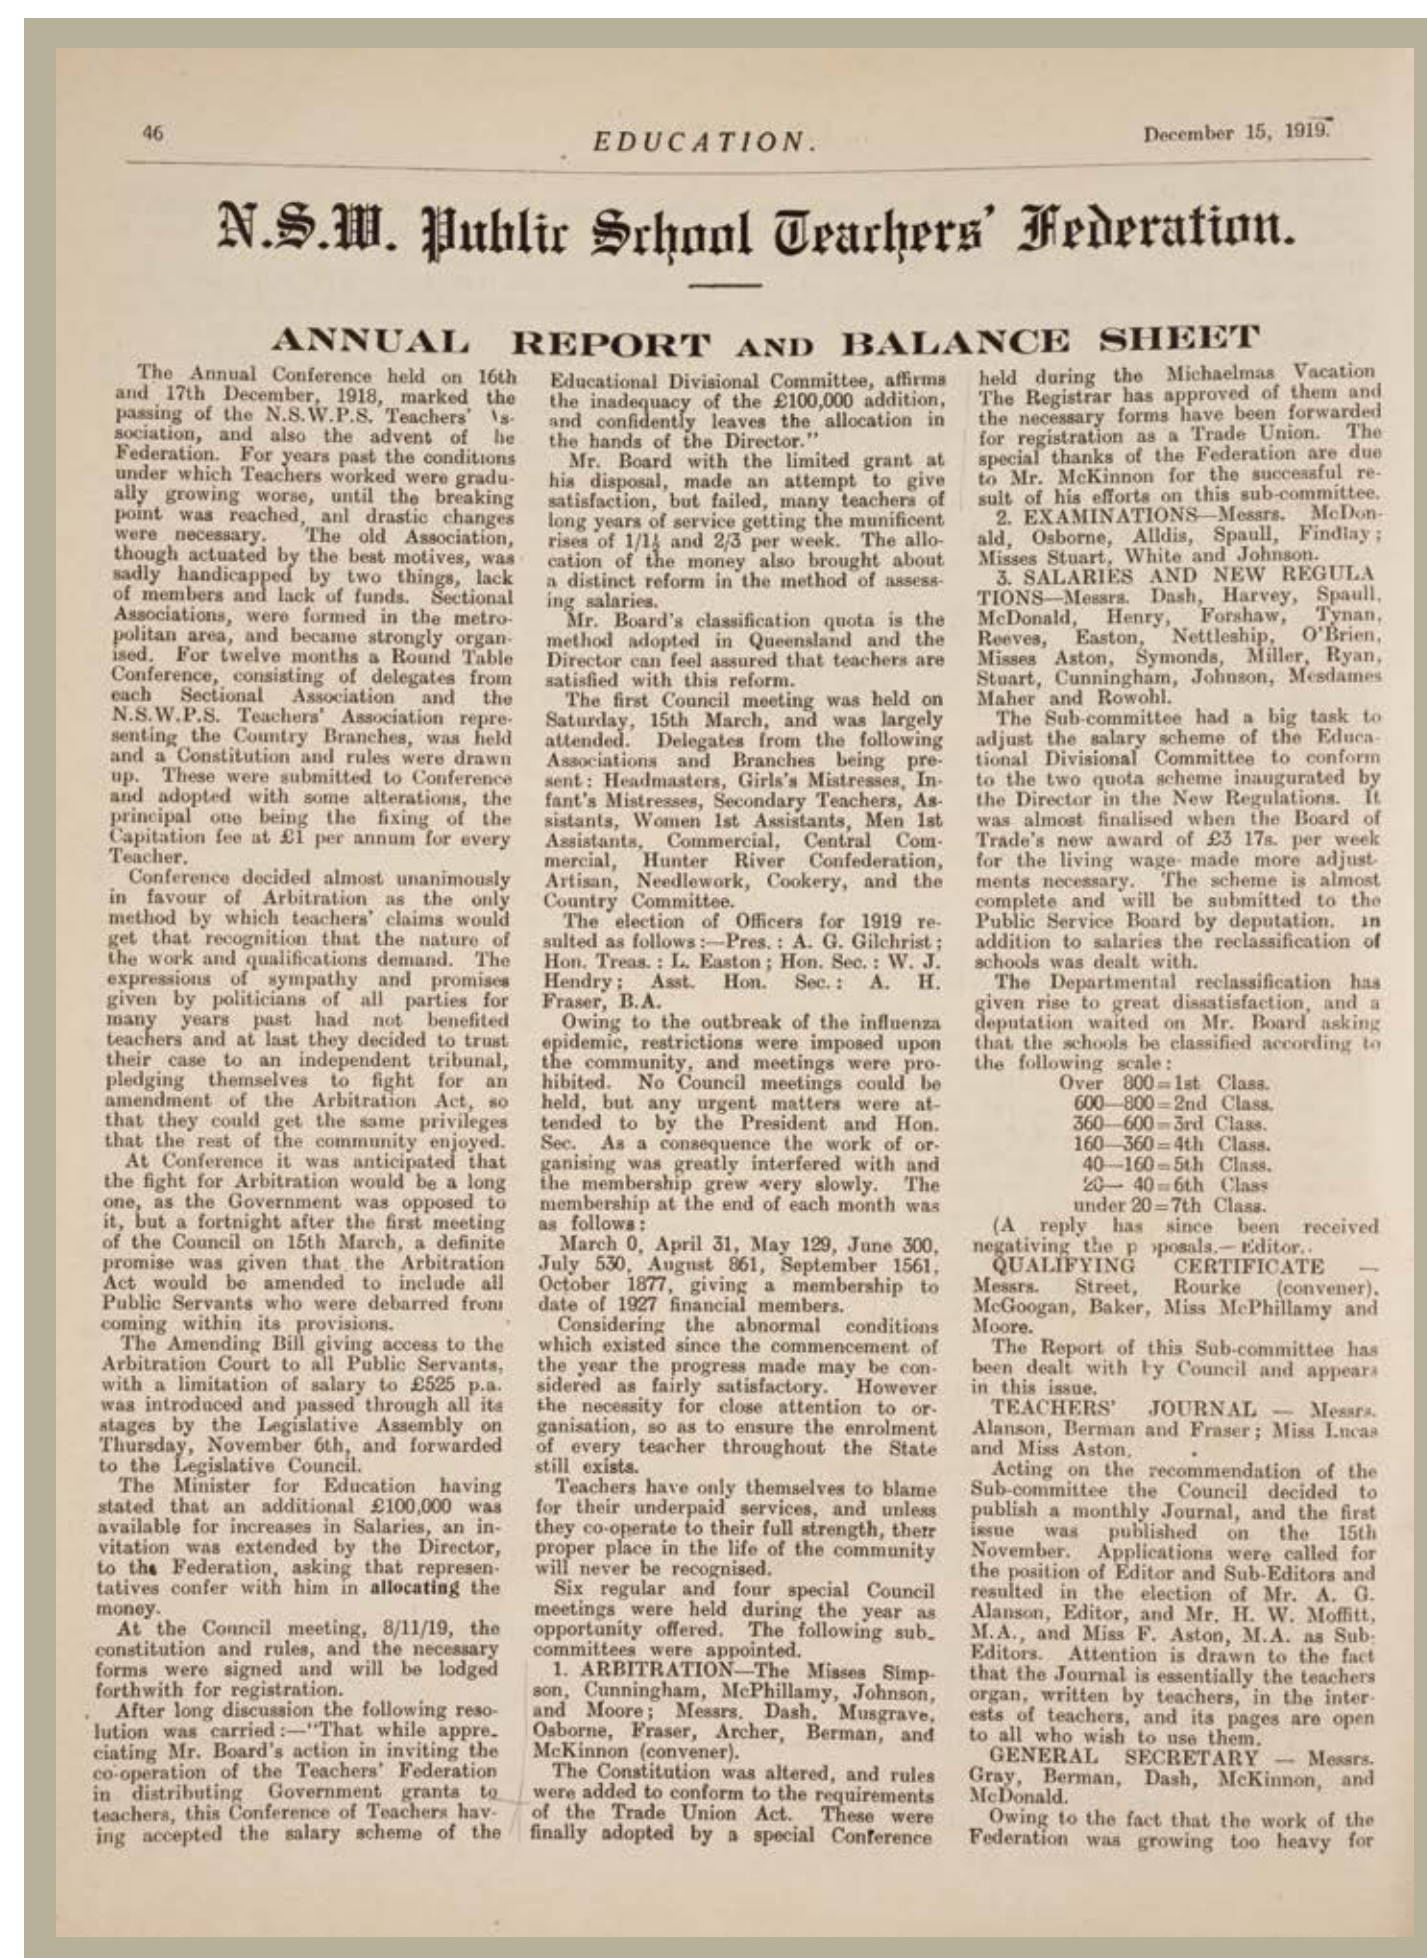 46
EDUCATION.
December 15, 1919.
N.S.W. Public School Teachers' Federation.
ANNUAL REPORT AND BALANCE SHEET
The Annual Conference held on 16th
and 17th December, 1918, marked the
passing of the N.S.W.P.S. Teachers' \s-
sociation, and also the advent of he
Federation. For years past the conditions
under which Teachers worked were gradu-
ally growing worse, until the breaking
point was reached, anl drastic changes
were necessary. The old Association,
though actuated by the best motives, was
sadly handicapped by two things, lack
of members and lack of funds. Sectional
Associations, were formed in the metro-
politan area, and became strongly organ-
ised. For twelve months a Round Table
Conference, consisting of delegates from
each Sectional Association and the
N.S.W.P.S. Teachers' Association repre-
senting the Country Branches, was held
and a Constitution and rules were drawn
up. These were submitted to Conference
and adopted with some alterations, the
principal one being the fixing of the
Capitation fee at £1 per annum for every
Teacher.
Conference decided almost unanimously
in favour of Arbitration as the only
method by which teachers' claims would
get that recognition that the nature of
the work and qualifications demand. The
expressions of sympathy and promises
given by politicians of all parties for
many years past had not benefited
teachers and at last they decided to trust
their case to an independent tribunal,
pledging themselves to fight for an
amendment of the Arbitration Act, so
that they could get the same privileges
that the rest of the community enjoyed.
At Conference it was anticipated that
the fight for Arbitration would be a long
one, as the Government was opposed to
it, but a fortnight after the first meeting
of the Council on 15th March, a definite
promise was given that the Arbitration
Act would be amended to include all
Public Servants who were debarred from
coming within its provisions.
The Amending Bill giving access to the
Arbitration Court to all Public Servants,
with a limitation of salary to £525 p.a.
was introduced and passed through all its
stages by the Legislative Assembly on
Thursday, November 6th, and forwarded
to the Legislative Council.
The Minister for Education having
stated that an additional £100,000 was
available for increases in Salaries, an in-
vitation was extended by the Director,
to the Federation, asking that represen-
tatives confer with him in allocating the
money.
At the Council meeting, 8/11/19, the
constitution and rules, and the necessary
forms were signed and will be lodged
forthwith for registration.
After long discussion the following reso-
lution was carried:—"That while appre-
ciating Mr. Board's action in inviting the
co-operation of the Teachers' Federation
in distributing Government grants to
teachers, this Conference of Teachers hav-
ing accepted the salary scheme of the
Educational Divisional Committee, affirms
the inadequacy of the £100,000 addition,
and confidently leaves the allocation in
the hands of the Director."
Mr. Board with the limited grant at
his disposal, made an attempt to give
satisfaction, but failed, many teachers of
long years of service getting the munificent
rises of 1/1½ and 2/3 per week. The allo-
cation of the money also brought about
a distinct reform in the method of assess-
ing salaries.
Mr. Board's classification quota is the
method adopted in Queensland and the
Director can feel assured that teachers are
satisfied with this reform.
The first Council meeting was held on
Saturday, 15th March, and was largely
attended. Delegates from the following
Associations and Branches being pre-
sent: Headmasters, Girl's Mistresses, In-
fant's Mistresses, Secondary Teachers, As-
sistants, Women 1st Assistants, Men 1st
Assistants, Commercial, Central Com-
mercial, Hunter River Confederation,
Artisan, Needlework, Cookery, and the
Country Committee.
The election of Officers for 1919 re-
sulted as follows:—Pres.: A. G. Gilchrist;
Hon. Treas.: L. Easton; Hon. Sec.: W. J.
Hendry; Asst. Hon. Sec.: A. H.
Fraser, B.A.
Owing to the outbreak of the influenza
epidemic, restrictions were imposed upon
the community, and meetings were pro-
hibited. No Council meetings could be
held, but any urgent matters were at-
tended to by the President and Hon.
Sec. As a consequence the work of or-
ganising was greatly interfered with and
the membership grew very slowly. The
membership at the end of each month was
as follows:
March 0, April 31, May 129, June 300,
July 530, August 861, September 1561,
October 1877, giving a membership to
date of 1927 financial members.
Considering the abnormal conditions
which existed since the commencement of
the year the progress made may be con-
sidered as fairly satisfactory. However
the necessity for close attention to or-
ganisation, so as to ensure the enrolment
of every teacher throughout the State
still exists.
Teachers have only themselves to blame
for their underpaid services, and unless
they co-operate to their full strength, therr
proper place in the life of the community
will never be recognised.
Six regular and four special Council
meetings were held during the year as
opportunity offered. The following sub-
committees were appointed.
1. ARBITRATION—The Misses Simp-
son, Cunningham, McPhillamy, Johnson,
and Moore; Messrs. Dash, Musgrave,
Osborne, Fraser, Archer, Berman, and
McKinnon (convener).
The Constitution was altered, and rules
were added to conform to the requirements
of the Trade Union Act. These were
finally adopted by a special Conference
held during the Michaelmas Vacation
The Registrar has approved of them and
the necessary forms have been forwarded
for registration as a Trade Union. The
special thanks of the Federation are due
to Mr. McKinnon for the successful re-
sult of his efforts on this sub-committee.
2. EXAMINATIONS—Messrs. McDon-
ald, Osborne, Alldis, Spaull, Findlay;
Misses Stuart, White and Johnson.
3. SALARIES AND NEW REGULA
TIONS—Messrs. Dash, Harvey, Spaull,
McDonald, Henry, Forshaw, Tynan,
Reeves, Easton, Nettleship, O'Brien,
Misses Aston, Symonds, Miller, Ryan,
Stuart, Cunningham, Johnson, Mesdames
Maher and Rowohl.
The Sub-committee had a big task to
adjust the salary scheme of the Educa-
tional Divisional Committee to conform
to the two quota scheme inaugurated by
the Director in the New Regulations. It
was almost finalised when the Board of
Trade's new award of £3 17s. per week
for the living wage made more adjust-
ments necessary. The scheme is almost
complete and will be submitted to the
Public Service Board by deputation. in
addition to salaries the reclassification of
schools was dealt with.
The Departmental reclassification has
given rise to great dissatisfaction, and a
deputation waited on Mr. Board asking
that the schools be classified according to
the following scale:
Over 800=1st Class.
600—800=2nd Class.
360—600=3rd Class.
160—360=4th Class.
40—160=5th Class.
20— 40=6th Class
under 20=7th Class.
(A reply has since been received
negativing the p oposals.—Editor.
QUALIFYING CERTIFICATE —
Messrs. Street, Rourke (convener),
McGoogan, Baker, Miss McPhillamy and
Moore.
The Report of this Sub-committee has
been dealt with by Council and appears
in this issue.
TEACHERS' JOURNAL — Messrs.
Alanson, Berman and Fraser; Miss Lucas
and Miss Aston.
Acting on the recommendation of the
Sub-committee the Council decided to
publish a monthly Journal, and the first
issue was published on the 15th
November. Applications were called for
the position of Editor and Sub-Editors and
resulted in the election of Mr. A. G.
Alanson, Editor, and Mr. H. W. Moffitt,
M.A., and Miss F. Aston, M.A. as Sub-
Editors. Attention is drawn to the fact
that the Journal is essentially the teachers
organ, written by teachers, in the inter-
ests of teachers, and its pages are open
to all who wish to use them.
GENERAL SECRETARY — Messrs.
Gray, Berman, Dash, McKinnon, and
McDonald.
Owing to the fact that the work of the
Federation was growing too heavy for